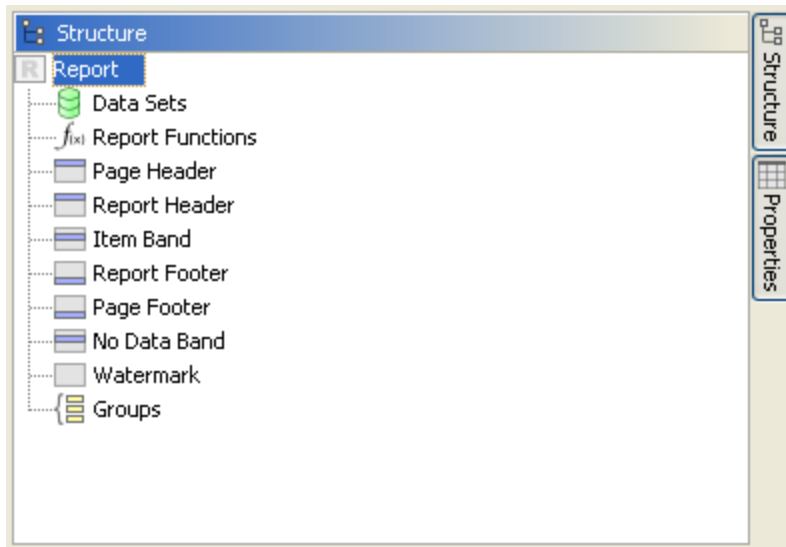 Structure
R Report
Data Sets
f(x) Report Functions
Page Header
Report Header
Item Band
Report Footer
Page Footer
No Data Band
Watermark
Groups
Structure
Properties